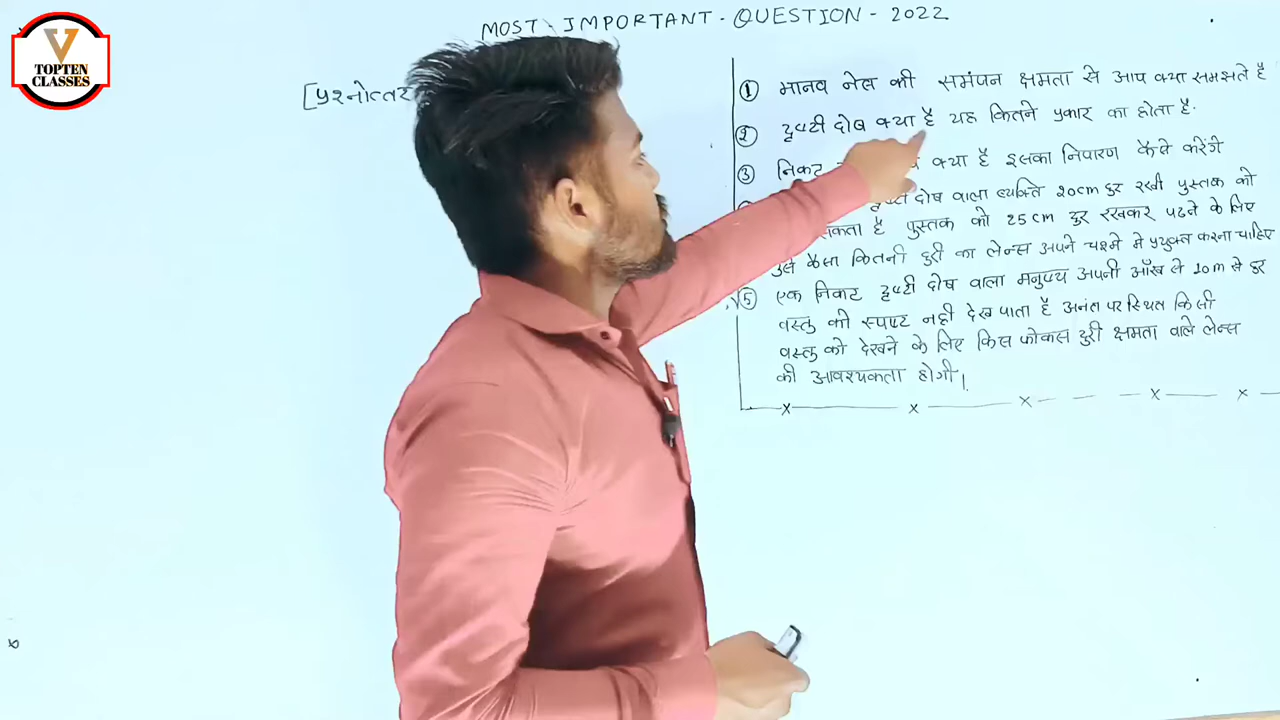 MOST - IMPORTANT - QUESTION - 2022
V
TOPTEN
CLASSES
[प्रश्नोत्तर
① मानव नेत्र की समंजन क्षमता से आप क्या समझते है
② दृष्टी दोष क्या है यह कितने प्रकार का होता है.
③ निकट क्या है इसका निवारण कैसे करेंगे
दोष वाला व्यक्ति 20cm दुर रखी पुस्तक को
सकता है पुस्तक को 25cm दुर रखकर पढने के लिए
उसे कैसा कितनी दुरी का लेन्स अपने चश्मे मे प्रयुक्त करना चाहिए
⑤ एक निकट दृष्टी दोष वाला मनुष्य अपनी आँख से 10m से दुर
वस्तु को स्पष्ट नही देख पाता है अनंत पर स्थित किसी
वस्तु को देखने के लिए किस फोकस दुरी क्षमता वाले लेन्स
की आवश्यकता होगी।